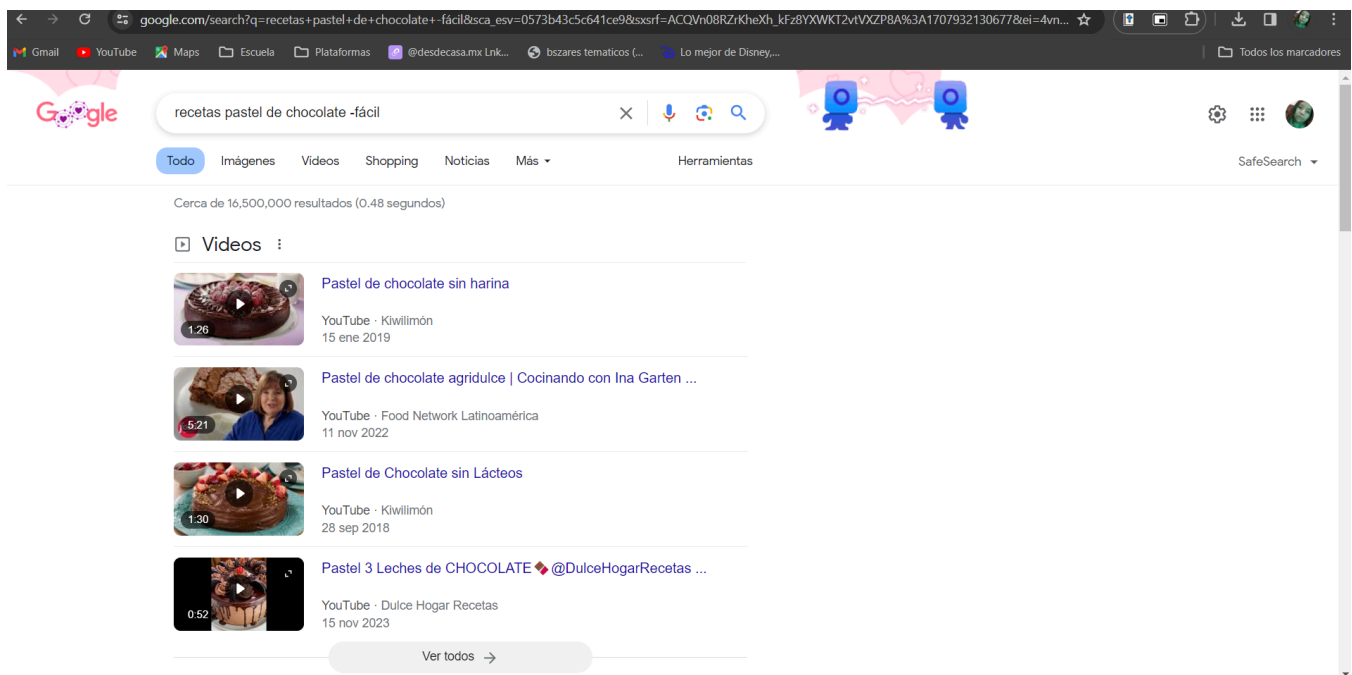 google.com/search?q=recetas+pastel+de+chocolate+-fácil&sca_esv=0573b43c5c641ce9&sxsrf=ACQVn08RZrKheXh_kFz8YXWKT2vtVXZP8A%3A1707932130677&ei=4vn...
Gmail YouTube Maps Escuela Plataformas @desdecasa.mx Lnk... bszares tematicos (... Lo mejor de Disney,... Todos los marcadores
Google recetas pastel de chocolate -fácil
Todo Imágenes Videos Shopping Noticias Más Herramientas SafeSearch
Cerca de 16,500,000 resultados (0.48 segundos)
Videos
Pastel de chocolate sin harina
YouTube · Kiwilimón
1:26
15 ene 2019
Pastel de chocolate agridulce | Cocinando con Ina Garten ...
YouTube · Food Network Latinoamérica
5:21
11 nov 2022
Pastel de Chocolate sin Lácteos
YouTube · Kiwilimón
1:30
28 sep 2018
Pastel 3 Leches de CHOCOLATE🍫 @DulceHogarRecetas ...
YouTube · Dulce Hogar Recetas
0:52
15 nov 2023
Ver todos →